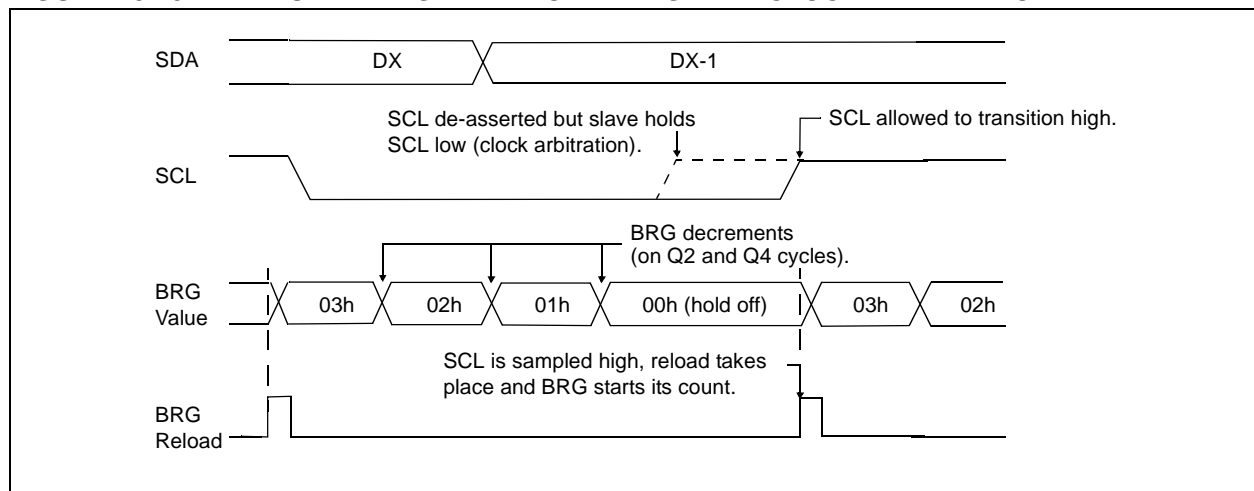 SDA
DX
DX-1
SCL de-asserted but slave holds
SCL low (clock arbitration).
SCL allowed to transition high.
SCL
BRG decrements
(on Q2 and Q4 cycles).
BRG
Value
03h
02h
01h
00h (hold off)
03h
02h
SCL is sampled high, reload takes
place and BRG starts its count.
BRG
Reload